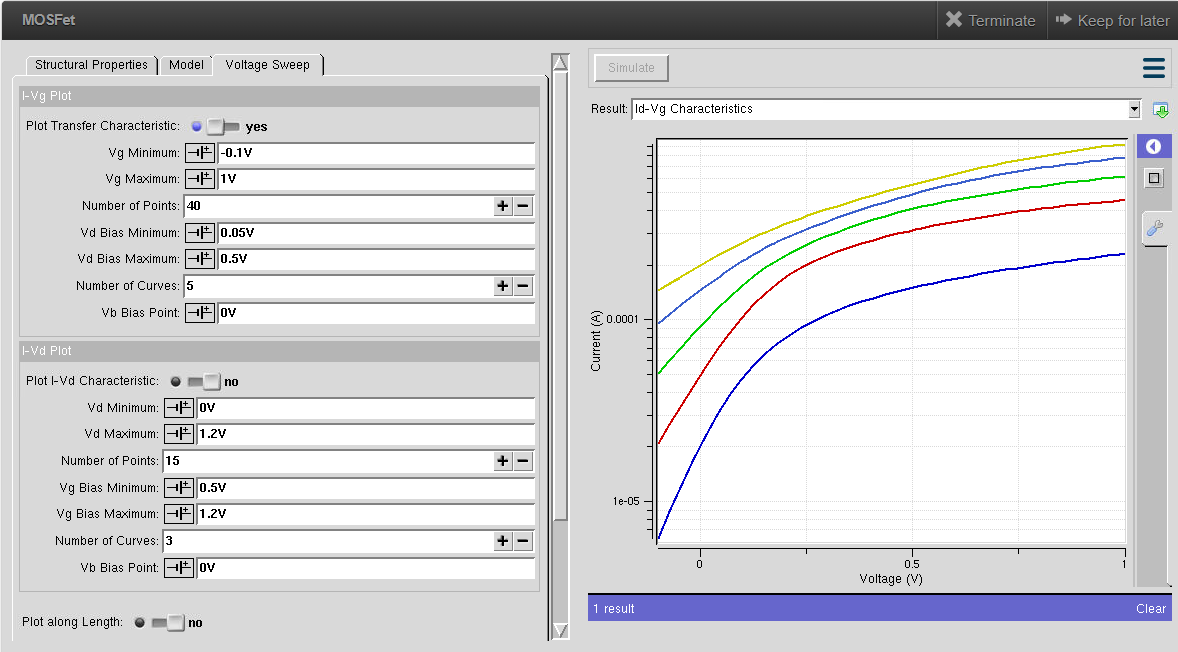 MOSFet
Terminate
Keep for later
Structural Properties
Model
Voltage Sweep
I-Vg Plot
Plot Transfer Characteristic: yes
Vg Minimum: -0.1V
Vg Maximum: 1V
Number of Points: 40 + −
Vd Bias Minimum: 0.05V
Vd Bias Maximum: 0.5V
Number of Curves: 5 + −
Vb Bias Point: 0V
I-Vd Plot
Plot I-Vd Characteristic: no
Vd Minimum: 0V
Vd Maximum: 1.2V
Number of Points: 15 + −
Vg Bias Minimum: 0.5V
Vg Bias Maximum: 1.2V
Number of Curves: 3 + −
Vb Bias Point: 0V
Plot along Length: no
Simulate
Result: Id-Vg Characteristics
Current (A)
0.0001
1e-05
0 0.5 1
Voltage (V)
1 result
Clear